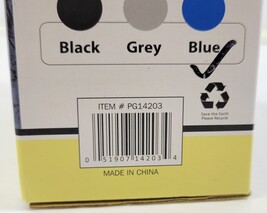 Black Grey Blue
Save the Earth
Please Recycle
ITEM # PG14203
0 51907 14203 4
MADE IN CHINA